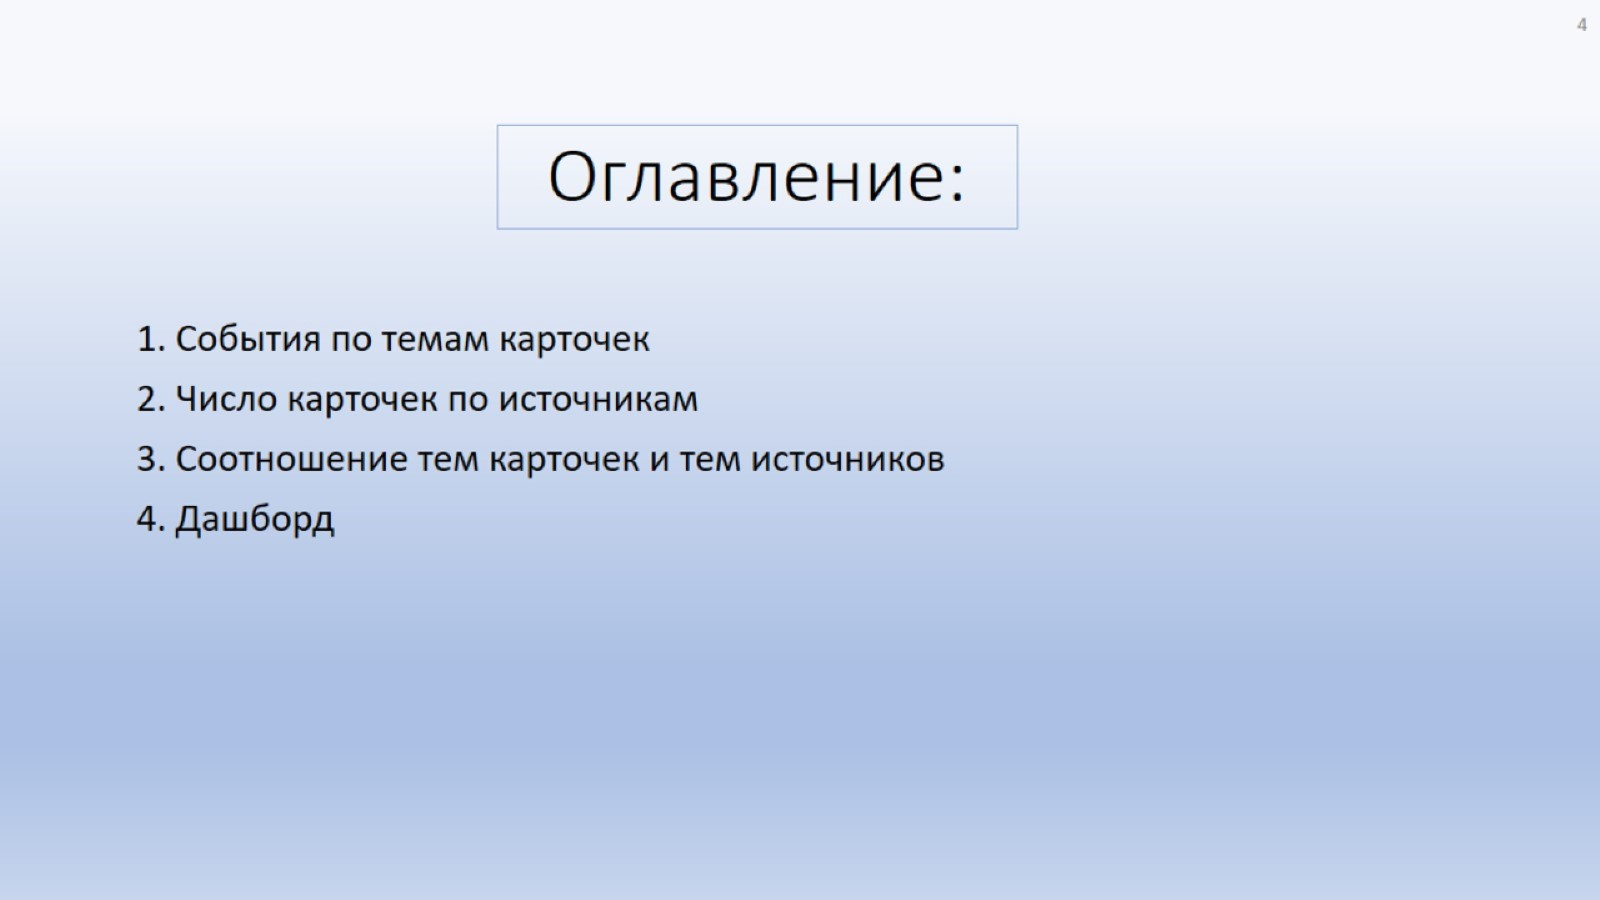 4
Оглавление:
1. События по темам карточек
2. Число карточек по источникам
3. Соотношение тем карточек и тем источников
4. Дашборд